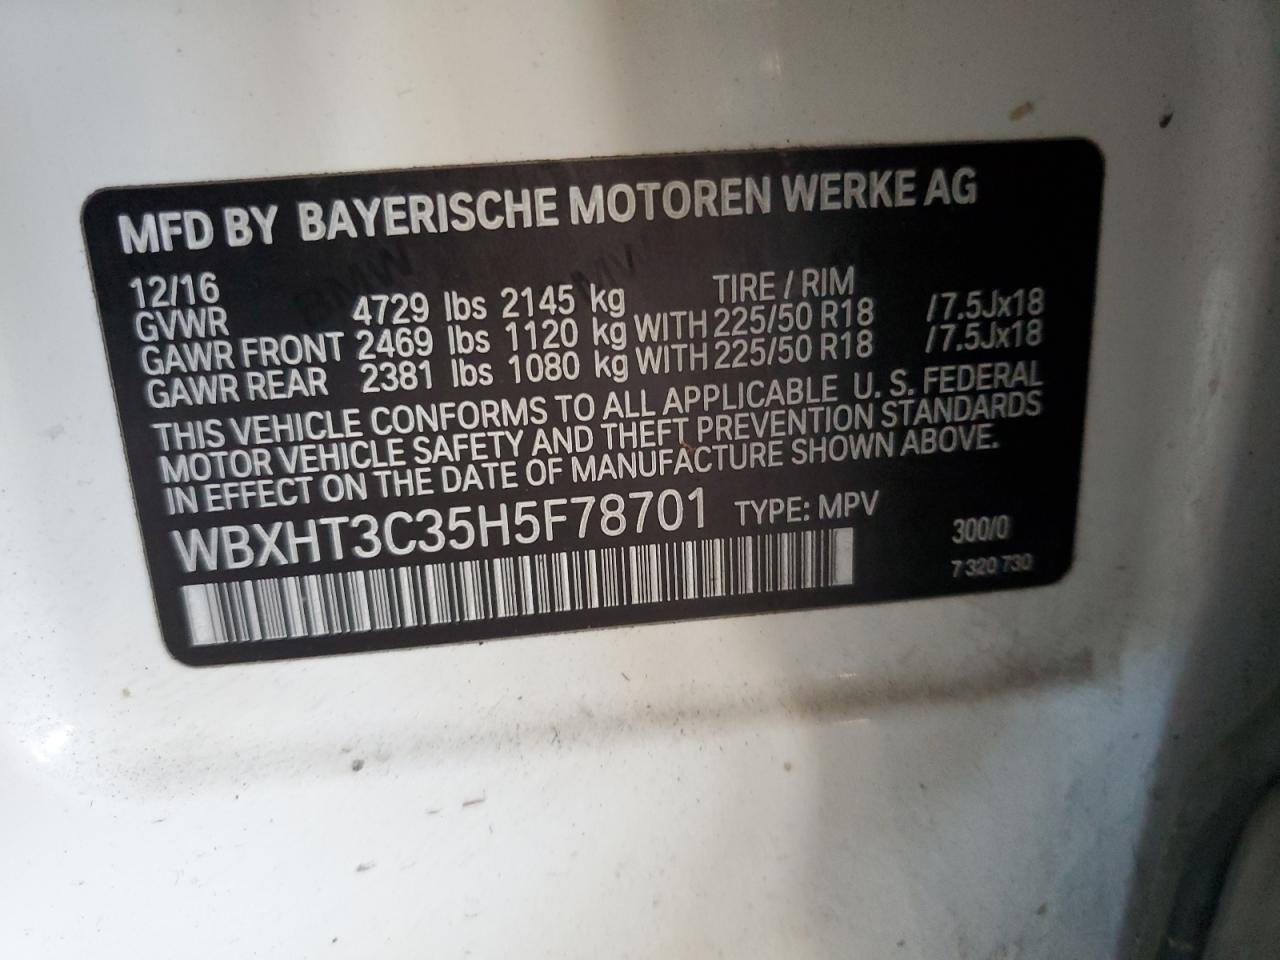 MFD BY BAYERISCHE MOTOREN WERKE AG
12/16 TIRE / RIM
GVWR 4729 lbs 2145 kg
GAWR FRONT 2469 lbs 1120 kg WITH 225/50 R18 /7.5Jx18
GAWR REAR 2381 lbs 1080 kg WITH 225/50 R18 /7.5Jx18
THIS VEHICLE CONFORMS TO ALL APPLICABLE U. S. FEDERAL
MOTOR VEHICLE SAFETY AND THEFT PREVENTION STANDARDS
IN EFFECT ON THE DATE OF MANUFACTURE SHOWN ABOVE.
WBXHT3C35H5F78701 TYPE: MPV 300/0
7 320 730
BMW BMW